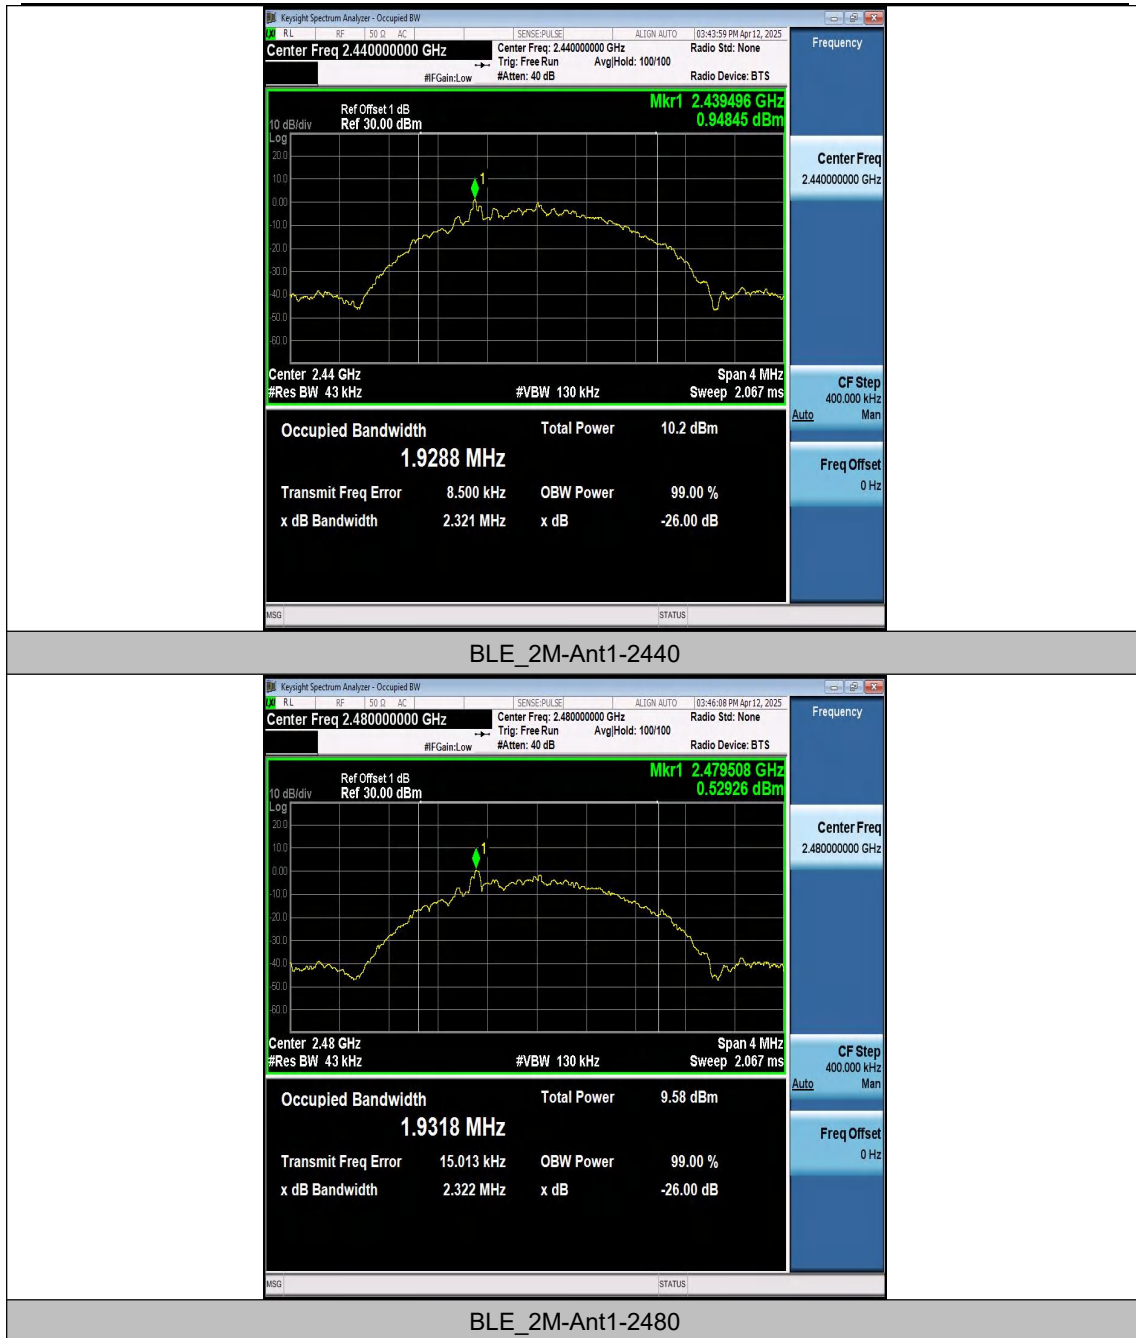 Keysight Spectrum Analyzer - Occupied BW
RL RF 50 Ω AC SENSE:PULSE ALIGN AUTO 03:43:59 PM Apr 12, 2025
Center Freq 2.440000000 GHz
Center Freq: 2.440000000 GHz Radio Std: None
Trig: Free Run Avg|Hold: 100/100
#IFGain:Low #Atten: 40 dB Radio Device: BTS
Frequency
Mkr1 2.439496 GHz
0.94845 dBm
Ref Offset 1 dB
10 dB/div Ref 30.00 dBm
Log
20.0
10.0
0.00
-10.0
-20.0
-30.0
-40.0
-50.0
-60.0
1
Center 2.44 GHz Span 4 MHz
#Res BW 43 kHz #VBW 130 kHz Sweep 2.067 ms
Center Freq
2.440000000 GHz
CF Step
400.000 kHz
Auto Man
Freq Offset
0 Hz
Occupied Bandwidth Total Power 10.2 dBm
1.9288 MHz
Transmit Freq Error 8.500 kHz OBW Power 99.00 %
x dB Bandwidth 2.321 MHz x dB -26.00 dB
MSG STATUS
BLE_2M-Ant1-2440
Keysight Spectrum Analyzer - Occupied BW
RL RF 50 Ω AC SENSE:PULSE ALIGN AUTO 03:46:08 PM Apr 12, 2025
Center Freq 2.480000000 GHz
Center Freq: 2.480000000 GHz Radio Std: None
Trig: Free Run Avg|Hold: 100/100
#IFGain:Low #Atten: 40 dB Radio Device: BTS
Frequency
Mkr1 2.479508 GHz
0.52926 dBm
Ref Offset 1 dB
10 dB/div Ref 30.00 dBm
Log
20.0
10.0
0.00
-10.0
-20.0
-30.0
-40.0
-50.0
-60.0
1
Center 2.48 GHz Span 4 MHz
#Res BW 43 kHz #VBW 130 kHz Sweep 2.067 ms
Center Freq
2.480000000 GHz
CF Step
400.000 kHz
Auto Man
Freq Offset
0 Hz
Occupied Bandwidth Total Power 9.58 dBm
1.9318 MHz
Transmit Freq Error 15.013 kHz OBW Power 99.00 %
x dB Bandwidth 2.322 MHz x dB -26.00 dB
MSG STATUS
BLE_2M-Ant1-2480